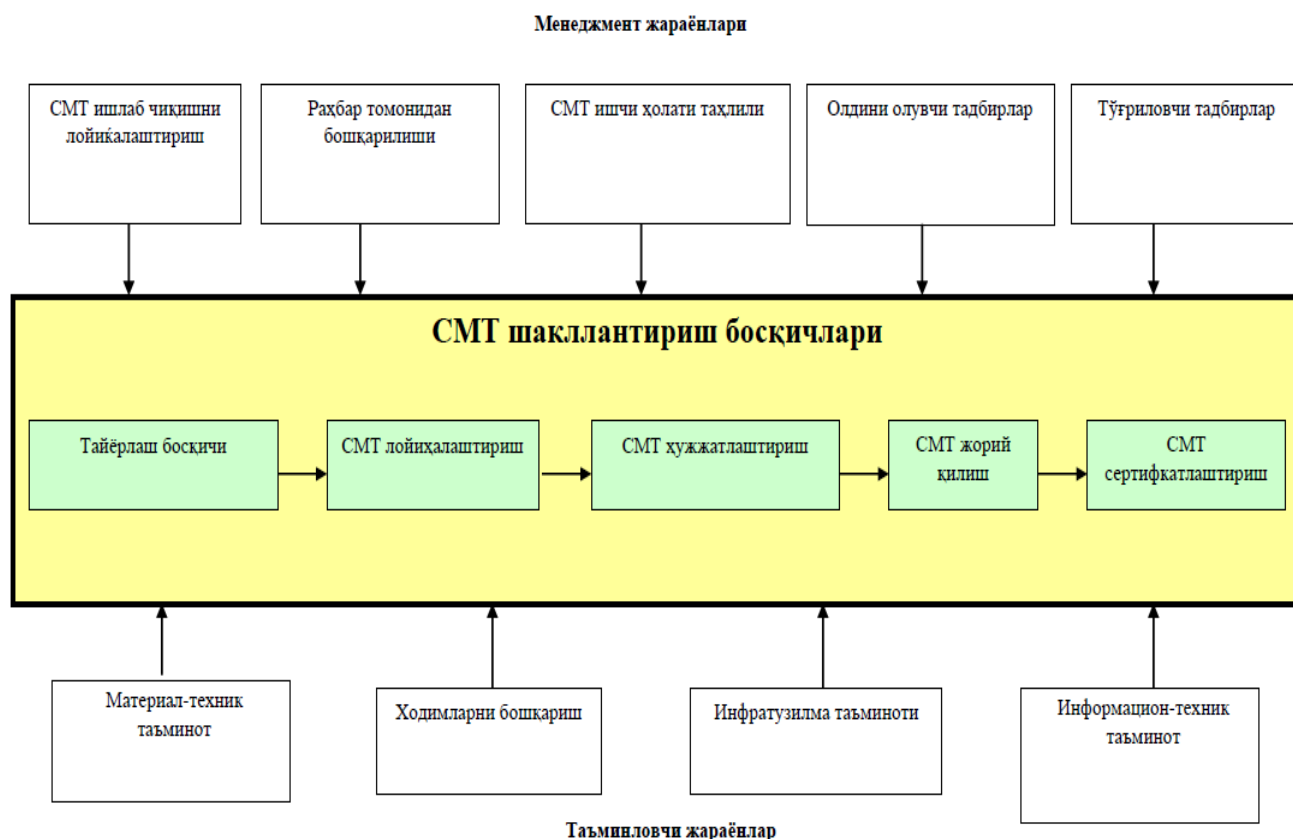 Менеджмент жараёнлари
СМТ ишлаб чиқишни
лойиќалаштириш
Раҳбар томонидан
бошқарилиши
СМТ ишчи ҳолати таҳлили
Олдини олувчи тадбирлар
Тўғриловчи тадбирлар
СМТ шакллантириш босқичлари
Тайёрлаш босқичи
СМТ лойиҳалаштириш
СМТ ҳужжатлаштириш
СМТ жорий
қилиш
СМТ
сертифкатлаштириш
Материал-техник
таъминот
Ходимларни бошқариш
Инфратузилма таъминоти
Информацион-техник
таъминот
Таъминловчи жараёнлар